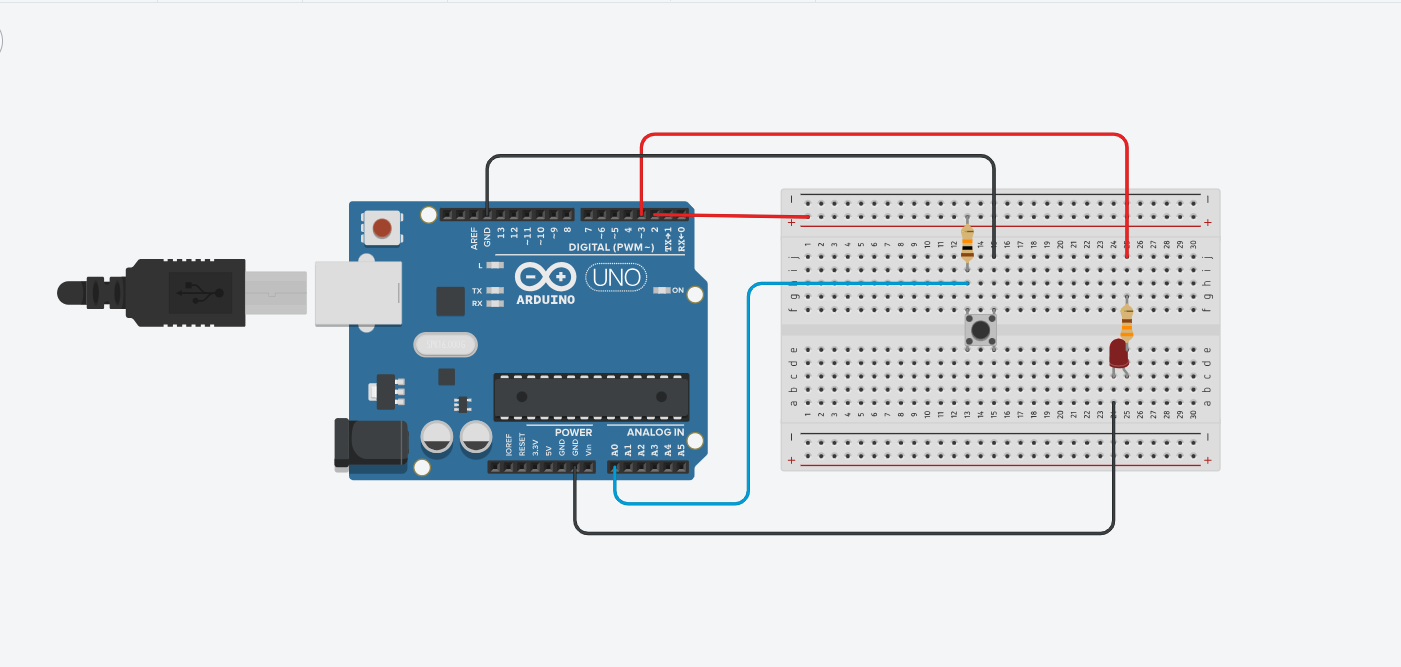 AREF
GND
13
12
~11
~10
~9
8
7
~6
~5
4
~3
2
TX→1
RX←0
DIGITAL (PWM~)
L
TX
RX
ARDUINO
UNO
ON
POWER
ANALOG IN
IOREF
RESET
3.3V
5V
GND
GND
Vin
A0
A1
A2
A3
A4
A5
− −
+ +
1 2 3 4 5 6 7 8 9 10 11 12 13 14 15 16 17 18 19 20 21 22 23 24 25 26 27 28 29 30
j j
i i
h h
g g
f f
e e
d d
c c
b b
a a
1 2 3 4 5 6 7 8 9 10 11 12 13 14 15 16 17 18 19 20 21 22 23 24 25 26 27 28 29 30
− −
+ +